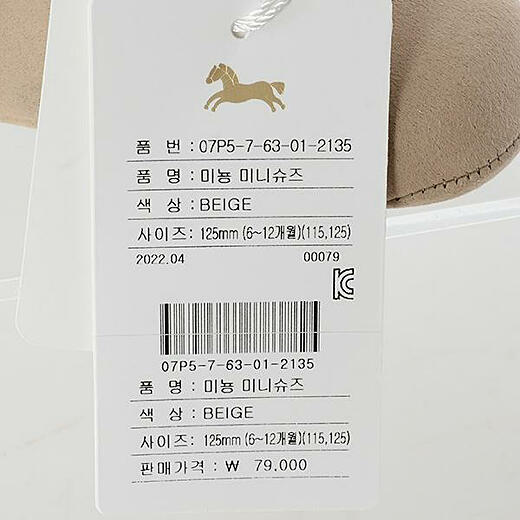 품 번 : 07P5-7-63-01-2135
품 명 : 미뇽 미니슈즈
색 상 : BEIGE
사이즈 : 125mm (6~12개월)(115,125)
2022.04 00079
07P5-7-63-01-2135
품 명 : 미뇽 미니슈즈
색 상 : BEIGE
사이즈 : 125mm (6~12개월)(115,125)
판매가격 : ₩ 79.000